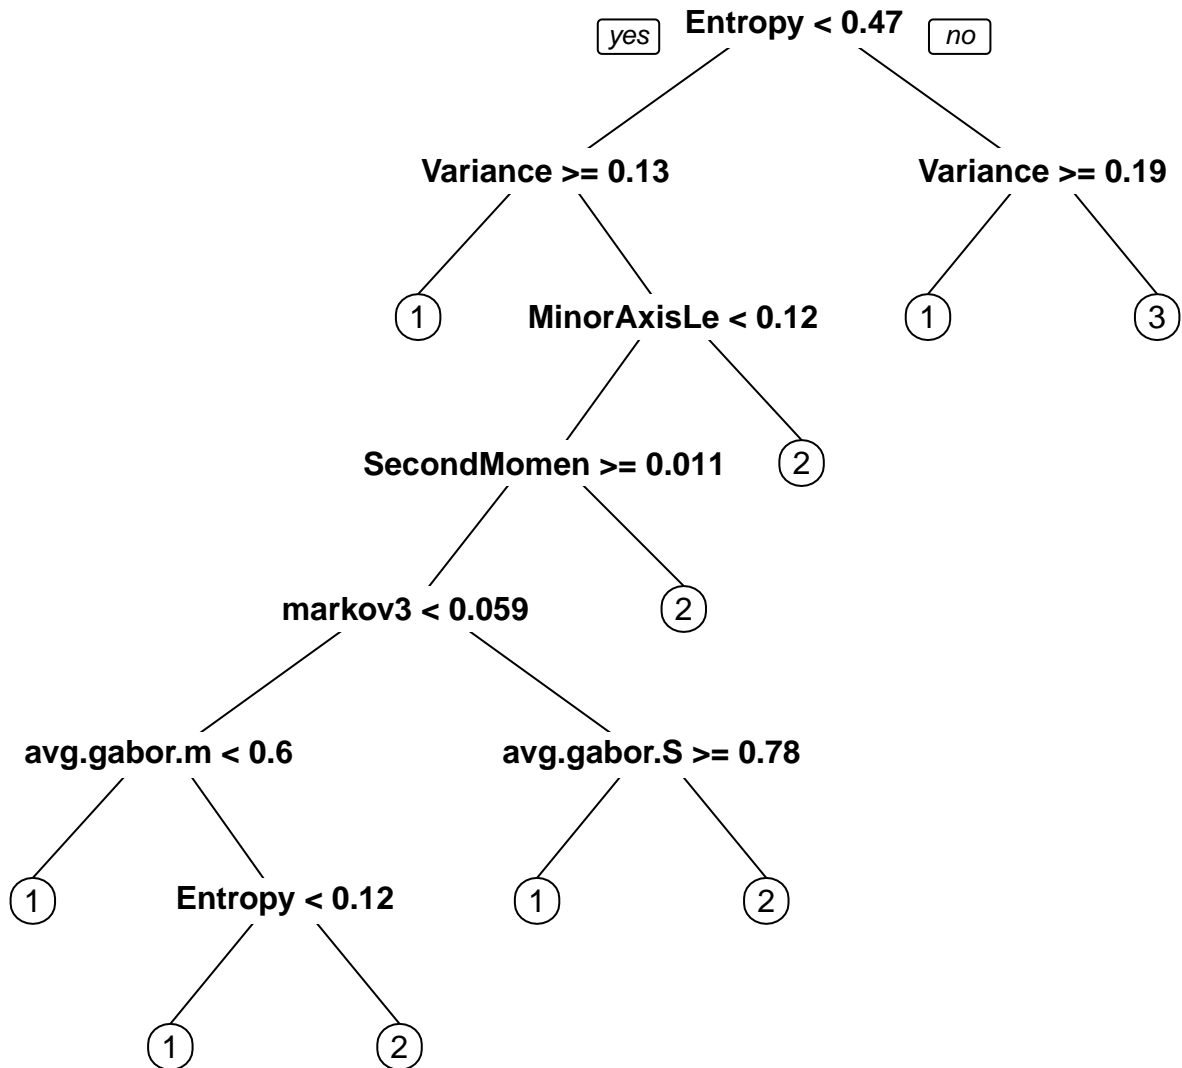 yes Entropy < 0.47 no
Variance >= 0.13 Variance >= 0.19
1 MinorAxisLe < 0.12 1 3
SecondMomen >= 0.011 2
markov3 < 0.059 2
avg.gabor.m < 0.6 avg.gabor.S >= 0.78
1 Entropy < 0.12 1 2
1 2